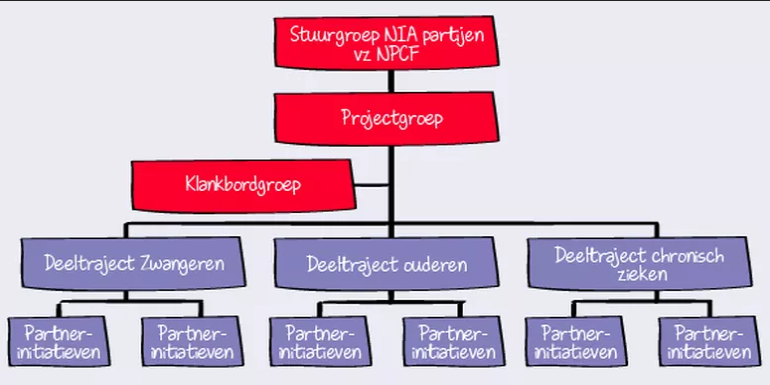 Stuurgroep NIA partijen
vz NPCF
Projectgroep
Klankbordgroep
Deeltraject Zwangeren
Deeltraject ouderen
Deeltraject chronisch
zieken
Partner-
initiatieven
Partner-
initiatieven
Partner-
initiatieven
Partner-
initiatieven
Partner-
initiatieven
Partner-
initiatieven